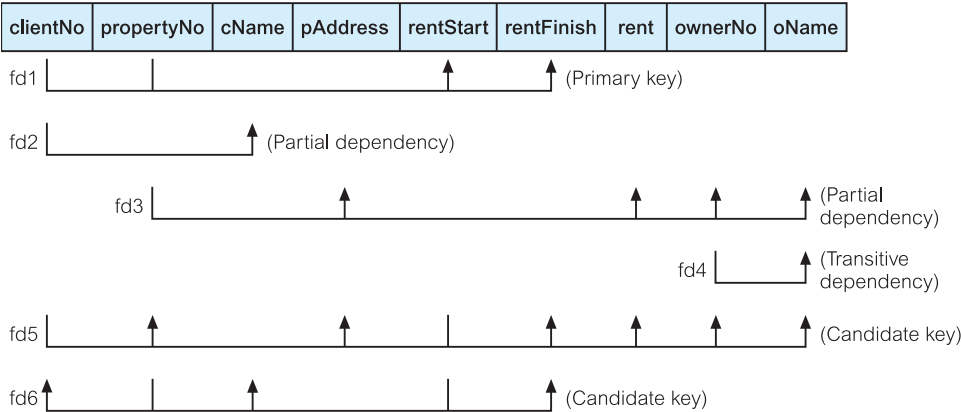 clientNo propertyNo cName pAddress rentStart rentFinish rent ownerNo oName
fd1 (Primary key)
fd2 (Partial dependency)
fd3 (Partial
dependency)
fd4 (Transitive
dependency)
fd5 (Candidate key)
fd6 (Candidate key)